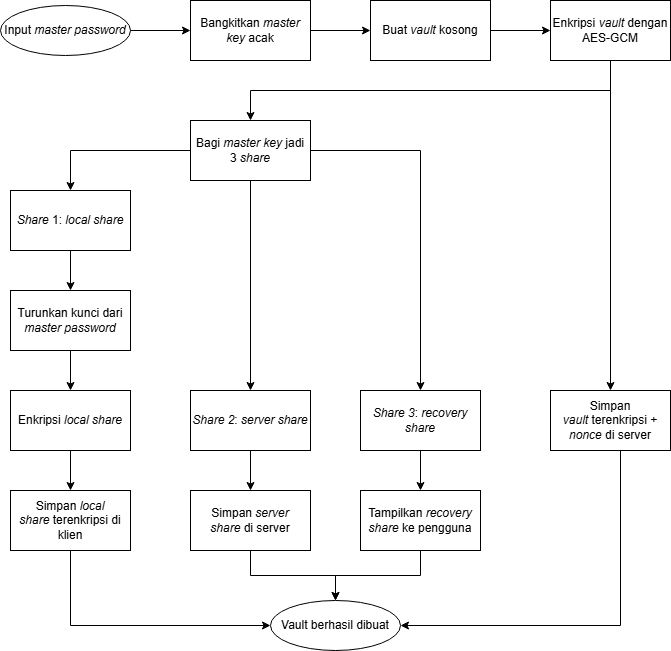 Input master password
Bangkitkan master
key acak
Buat vault kosong
Enkripsi vault dengan
AES-GCM
Bagi master key jadi
3 share
Share 1: local share
Turunkan kunci dari
master password
Enkripsi local share
Share 2: server share
Share 3: recovery
share
Simpan
vault terenkripsi +
nonce di server
Simpan local
share terenkripsi di
klien
Simpan server
share di server
Tampilkan recovery
share ke pengguna
Vault berhasil dibuat